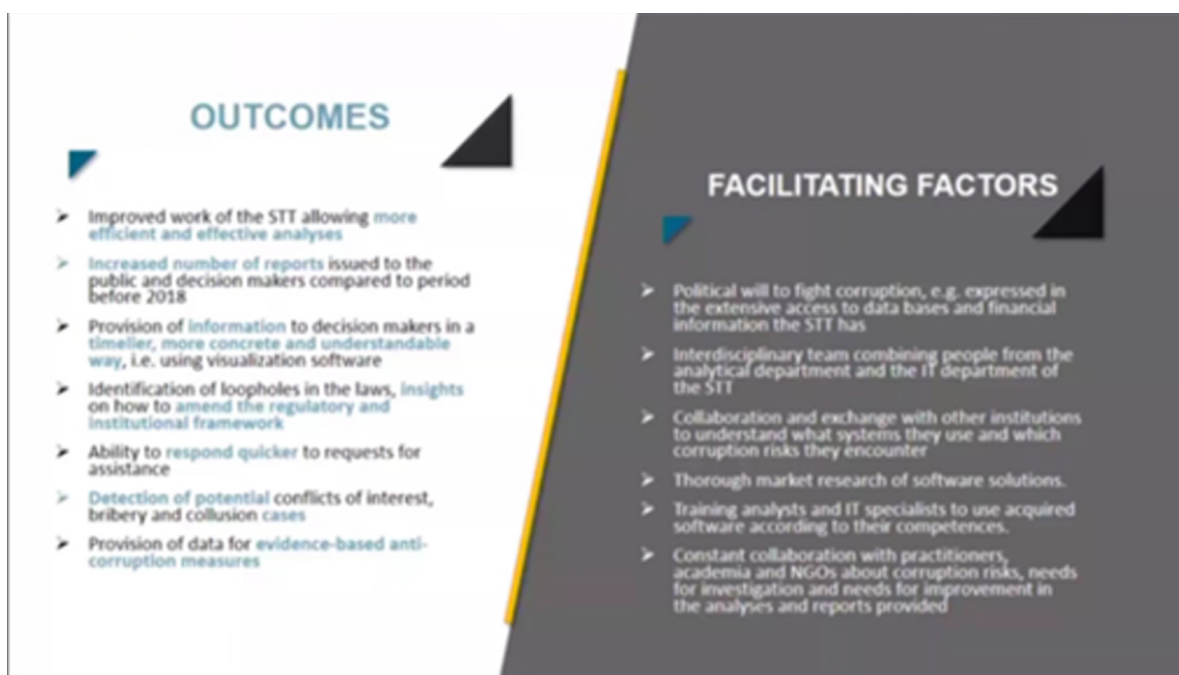 OUTCOMES
➤ Improved work of the STT allowing more
efficient and effective analyses
➤ Increased number of reports issued to the
public and decision makers compared to period
before 2018
➤ Provision of information to decision makers in a
timelier, more concrete and understandable
way, i.e. using visualization software
➤ Identification of loopholes in the laws, insights
on how to amend the regulatory and
institutional framework
➤ Ability to respond quicker to requests for
assistance
➤ Detection of potential conflicts of interest,
bribery and collusion cases
➤ Provision of data for evidence-based anti-
corruption measures
FACILITATING FACTORS
➤ Political will to fight corruption, e.g. expressed in
the extensive access to data bases and financial
information the STT has
➤ Interdisciplinary team combining people from the
analytical department and the IT department of
the STT
➤ Collaboration and exchange with other institutions
to understand what systems they use and which
corruption risks they encounter
➤ Thorough market research of software solutions.
➤ Training analysts and IT specialists to use acquired
software according to their competences.
➤ Constant collaboration with practitioners,
academia and NGOs about corruption risks, needs
for investigation and needs for improvement in
the analyses and reports provided